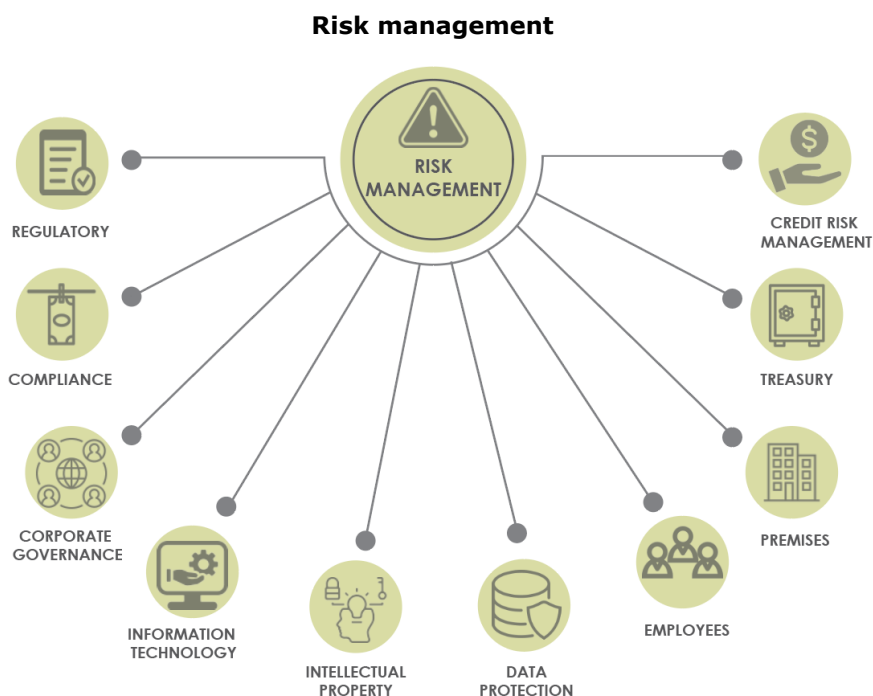 Risk management
RISK
MANAGEMENT
REGULATORY
COMPLIANCE
CORPORATE
GOVERNANCE
INFORMATION
TECHNOLOGY
INTELLECTUAL
PROPERTY
DATA
PROTECTION
EMPLOYEES
PREMISES
TREASURY
CREDIT RISK
MANAGEMENT